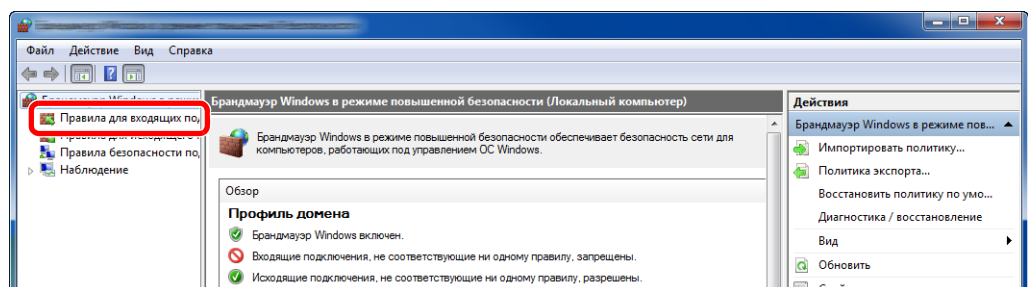 Файл Действие Вид Справка
Брандмауэр Windows в режиме повышенной безопасности (Локальный компьютер)
Правила для входящих под
Правила безопасности по,
Наблюдение
Брандмауэр Windows в режиме повышенной безопасности обеспечивает безопасность сети для
компьютеров, работающих под управлением ОС Windows.
Обзор
Профиль домена
Брандмауэр Windows включен.
Входящие подключения, не соответствующие ни одному правилу, запрещены.
Исходящие подключения, не соответствующие ни одному правилу, разрешены.
Действия
Брандмауэр Windows в режиме пов...
Импортировать политику...
Политика экспорта...
Восстановить политику по умо...
Диагностика / восстановление
Вид
Обновить